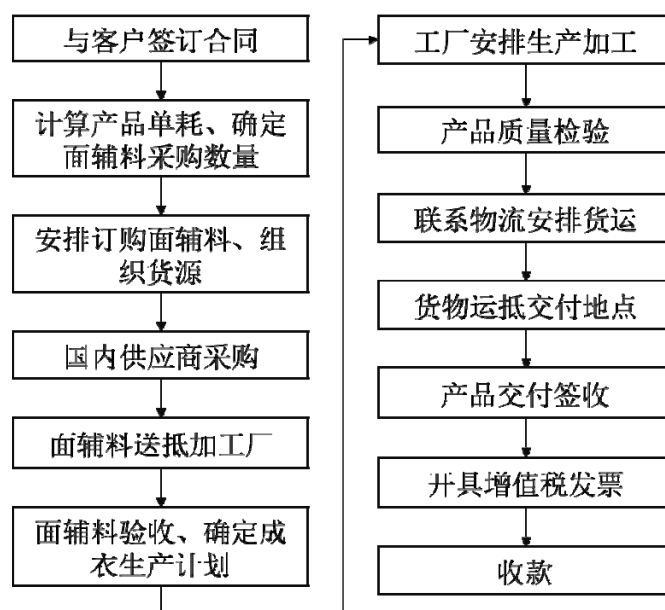 与客户签订合同
计算产品单耗、确定
面辅料采购数量
安排订购面辅料、组
织货源
国内供应商采购
面辅料送抵加工厂
面辅料验收、确定成
衣生产计划
工厂安排生产加工
产品质量检验
联系物流安排货运
货物运抵交付地点
产品交付签收
开具增值税发票
收款